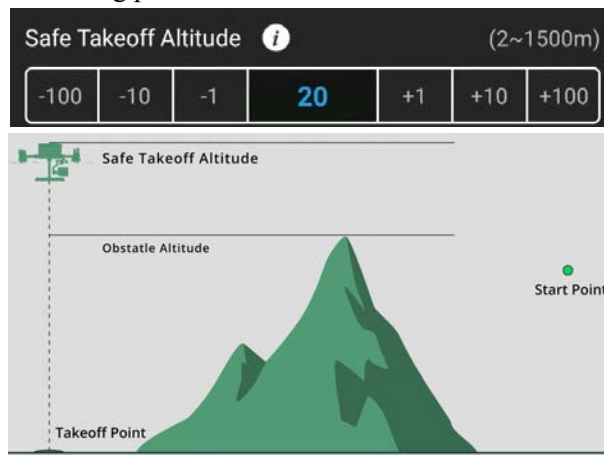 Safe Takeoff Altitude i (2~1500m)
-100 -10 -1 20 +1 +10 +100
Safe Takeoff Altitude
Obstatle Altitude
Start Point
Takeoff Point